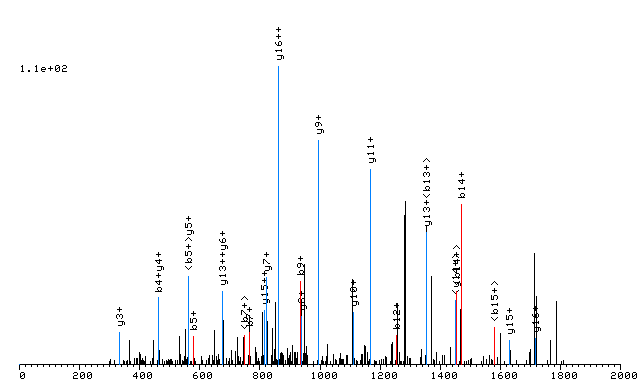 y16++
1.1e+02
y9+
y11+
y13+<b13+>
b14+
b4+y4+
<b5+>y5+
y13++y6+
y15++y7+
b9+
y3+
b5+
<b7+>
b7+
y8+
y10+
b12+
<b15+>
y15+
y16+
0 200 400 600 800 1000 1200 1400 1600 1800 2000